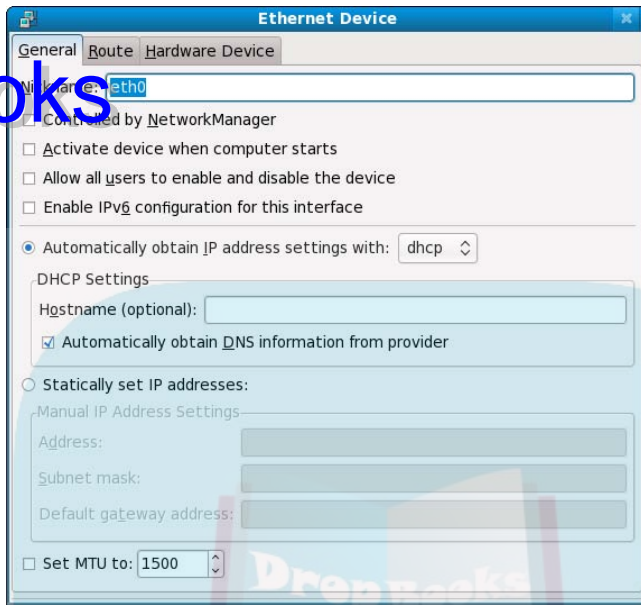 Ethernet Device
General Route Hardware Device
oks
Nickname: eth0
Controlled by NetworkManager
Activate device when computer starts
Allow all users to enable and disable the device
Enable IPv6 configuration for this interface
Automatically obtain IP address settings with: dhcp
DHCP Settings
Hostname (optional):
Automatically obtain DNS information from provider
Statically set IP addresses:
Manual IP Address Settings
Address:
Subnet mask:
Default gateway address:
Set MTU to: 1500
DropBooks